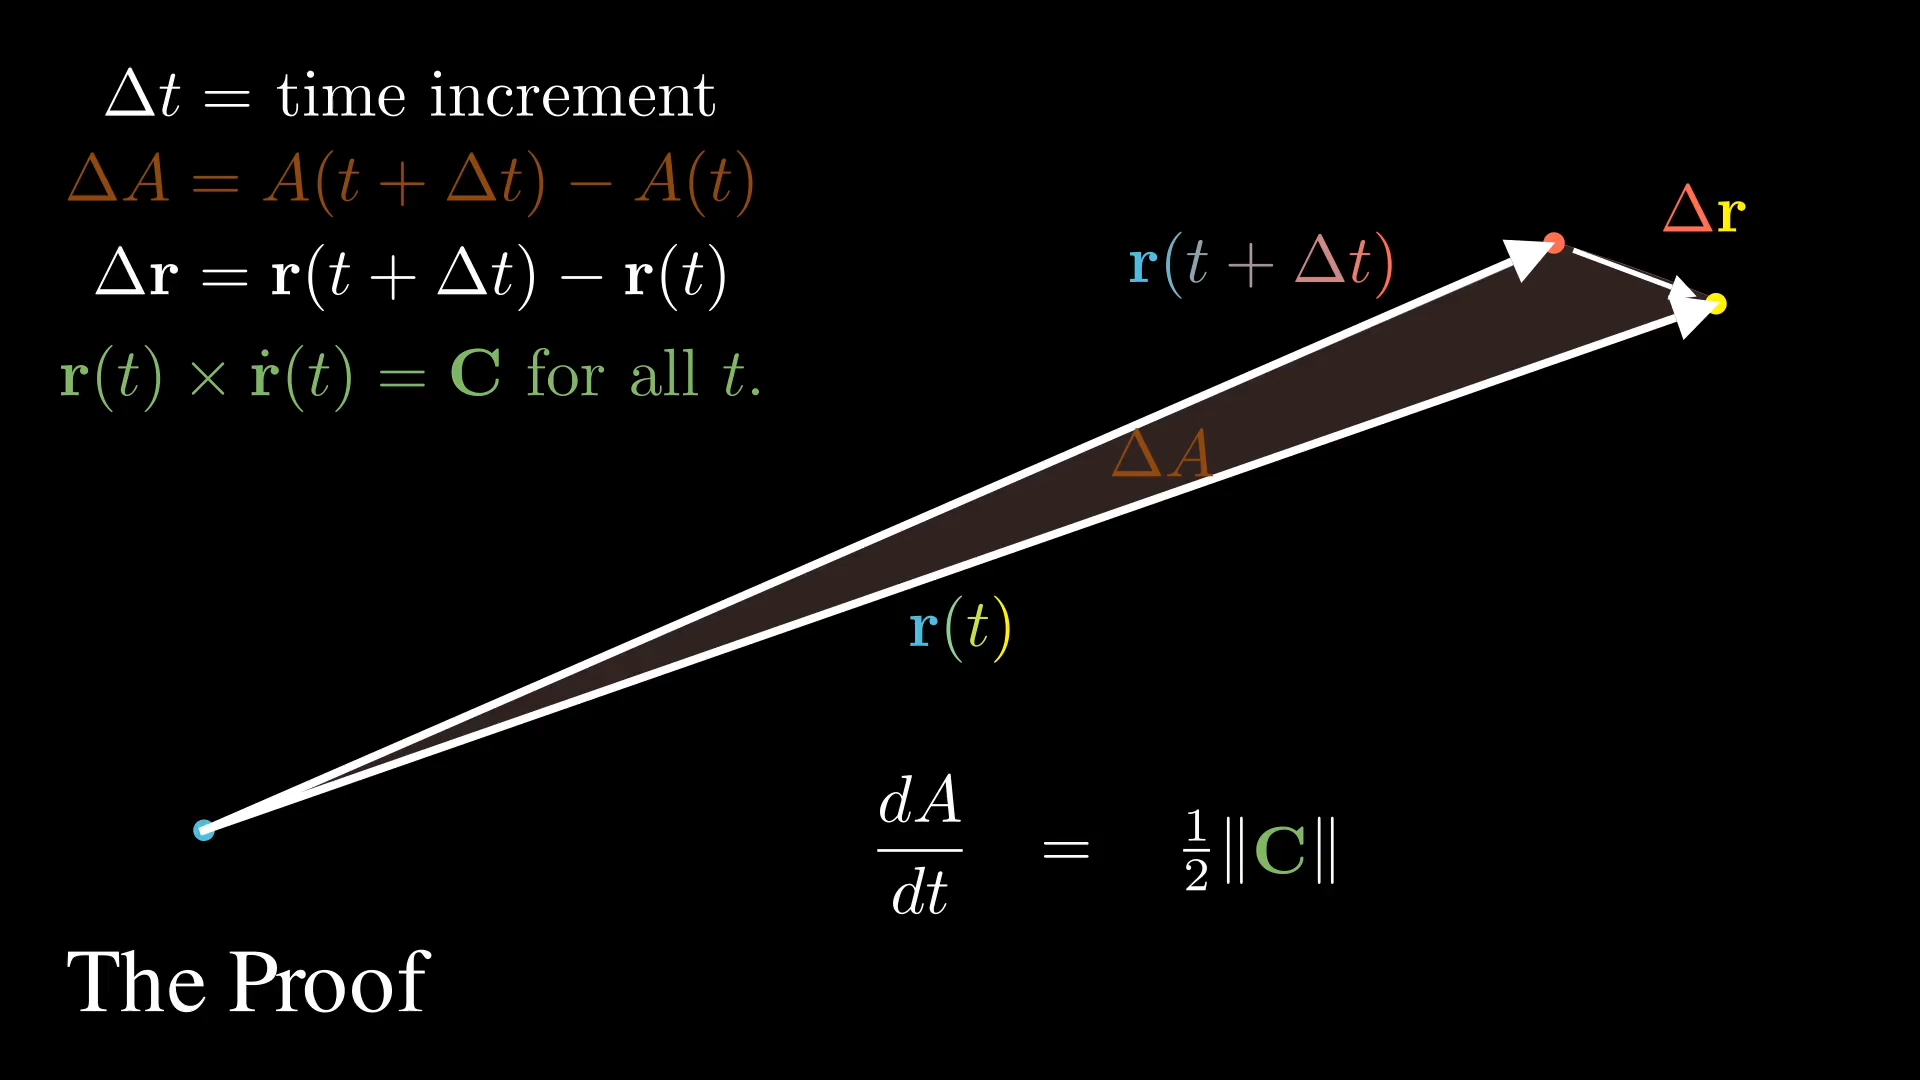 Δt = time increment
ΔA = A(t + Δt) − A(t)
Δr = r(t + Δt) − r(t)
r(t) × ṙ(t) = C for all t.
Δr
r(t + Δt)
ΔA
r(t)
dA/dt = 1/2‖C‖
The Proof